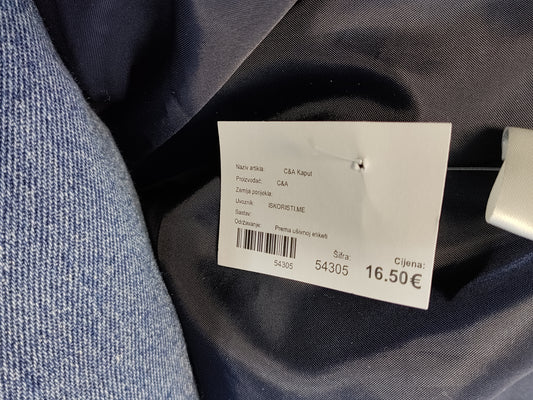 Naziv artikla: C&A Kaput
Proizvođač: C&A
Zemlja porijekla:
Uvoznik: ISKORISTI.ME
Sastav:
Održavanje: Prema ušivnoj etiketi
54305
Šifra:
54305
Cijena:
16.50€